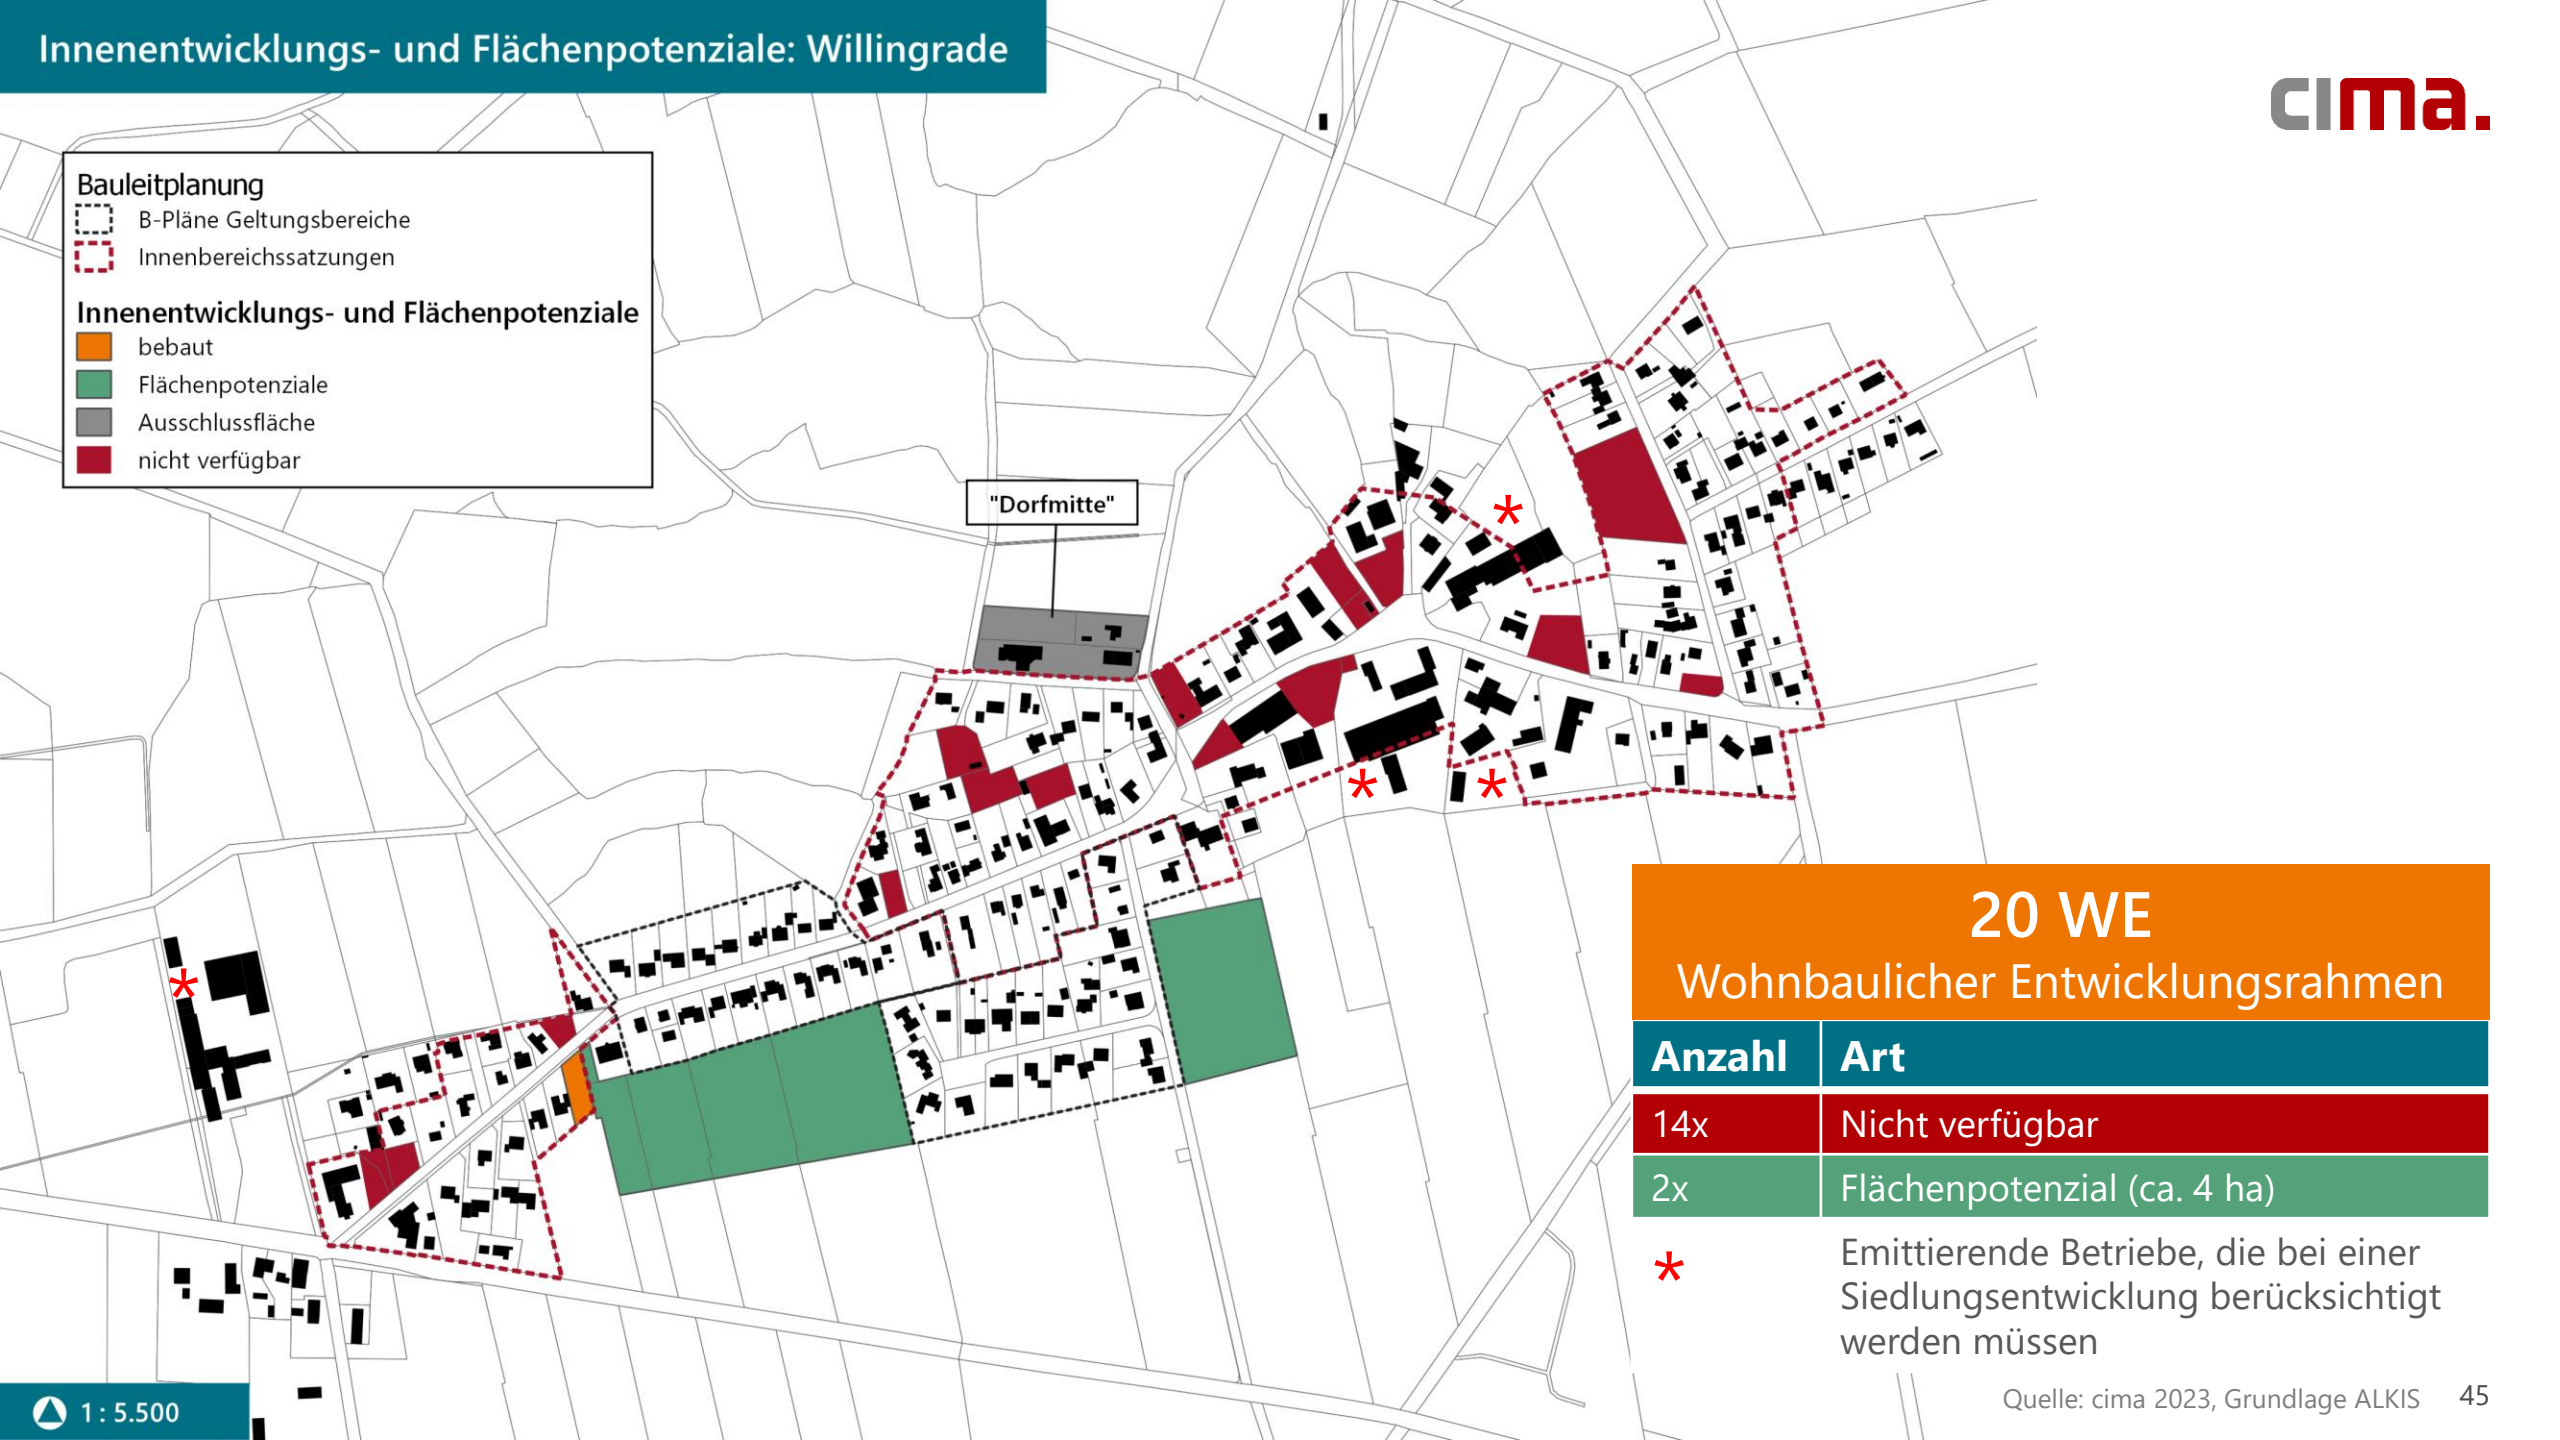 Innenentwicklungs- und Flächenpotenziale: Willingrade
cima.
Bauleitplanung
B-Pläne Geltungsbereiche
Innenbereichssatzungen
Innenentwicklungs- und Flächenpotenziale
bebaut
Flächenpotenziale
Ausschlussfläche
nicht verfügbar
"Dorfmitte"
*
*
*
*
20 WE
Wohnbaulicher Entwicklungsrahmen
Anzahl Art
14x Nicht verfügbar
2x Flächenpotenzial (ca. 4 ha)
* Emittierende Betriebe, die bei einer
Siedlungsentwicklung berücksichtigt
werden müssen
1 : 5.500
Quelle: cima 2023, Grundlage ALKIS 45